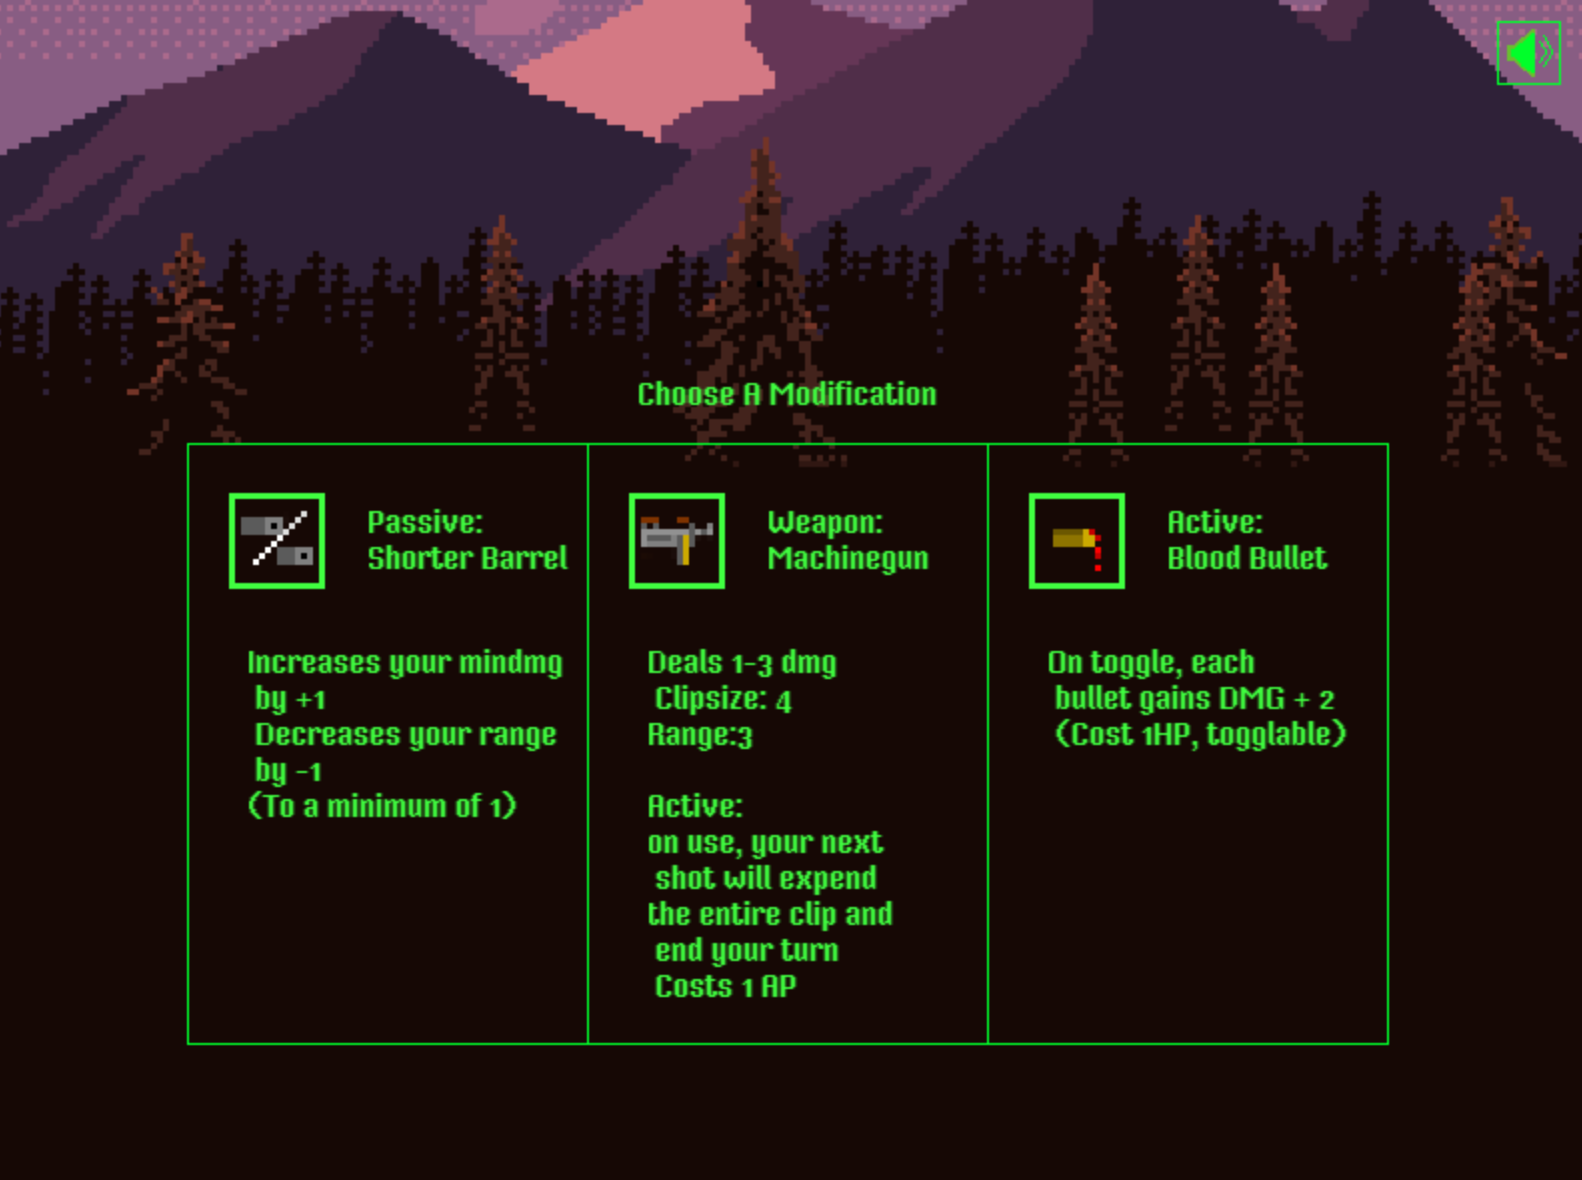 Choose A Modification
Passive:
Shorter Barrel
Increases your mindmg
by +1
Decreases your range
by -1
(To a minimum of 1)
Weapon:
Machinegun
Deals 1-3 dmg
Clipsize: 4
Range:3
Active:
on use, your next
shot will expend
the entire clip and
end your turn
Costs 1 AP
Active:
Blood Bullet
On toggle, each
bullet gains DMG + 2
(Cost 1HP, togglable)